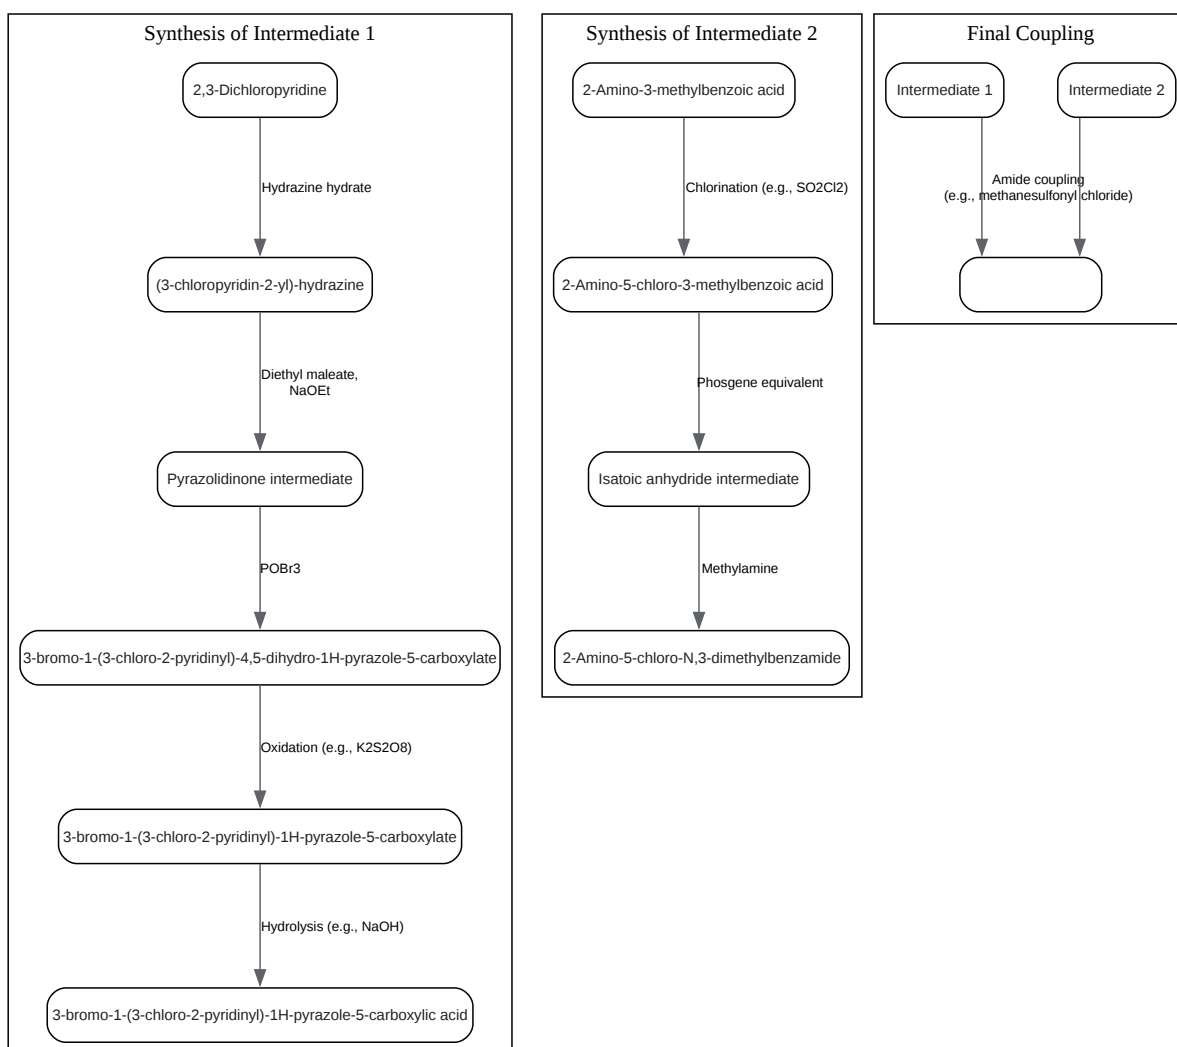 Synthesis of Intermediate 1
2,3-Dichloropyridine
Hydrazine hydrate
(3-chloropyridin-2-yl)-hydrazine
Diethyl maleate,
NaOEt
Pyrazolidinone intermediate
POBr3
3-bromo-1-(3-chloro-2-pyridinyl)-4,5-dihydro-1H-pyrazole-5-carboxylate
Oxidation (e.g., K2S2O8)
3-bromo-1-(3-chloro-2-pyridinyl)-1H-pyrazole-5-carboxylate
Hydrolysis (e.g., NaOH)
3-bromo-1-(3-chloro-2-pyridinyl)-1H-pyrazole-5-carboxylic acid
Synthesis of Intermediate 2
2-Amino-3-methylbenzoic acid
Chlorination (e.g., SO2Cl2)
2-Amino-5-chloro-3-methylbenzoic acid
Phosgene equivalent
Isatoic anhydride intermediate
Methylamine
2-Amino-5-chloro-N,3-dimethylbenzamide
Final Coupling
Intermediate 1
Intermediate 2
Amide coupling
(e.g., methanesulfonyl chloride)